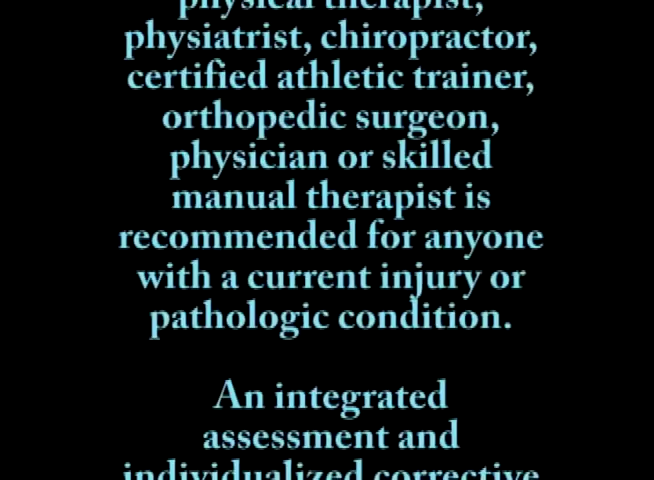 physical therapist,
physiatrist, chiropractor,
certified athletic trainer,
orthopedic surgeon,
physician or skilled
manual therapist is
recommended for anyone
with a current injury or
pathologic condition.
An integrated
assessment and
individualized corrective